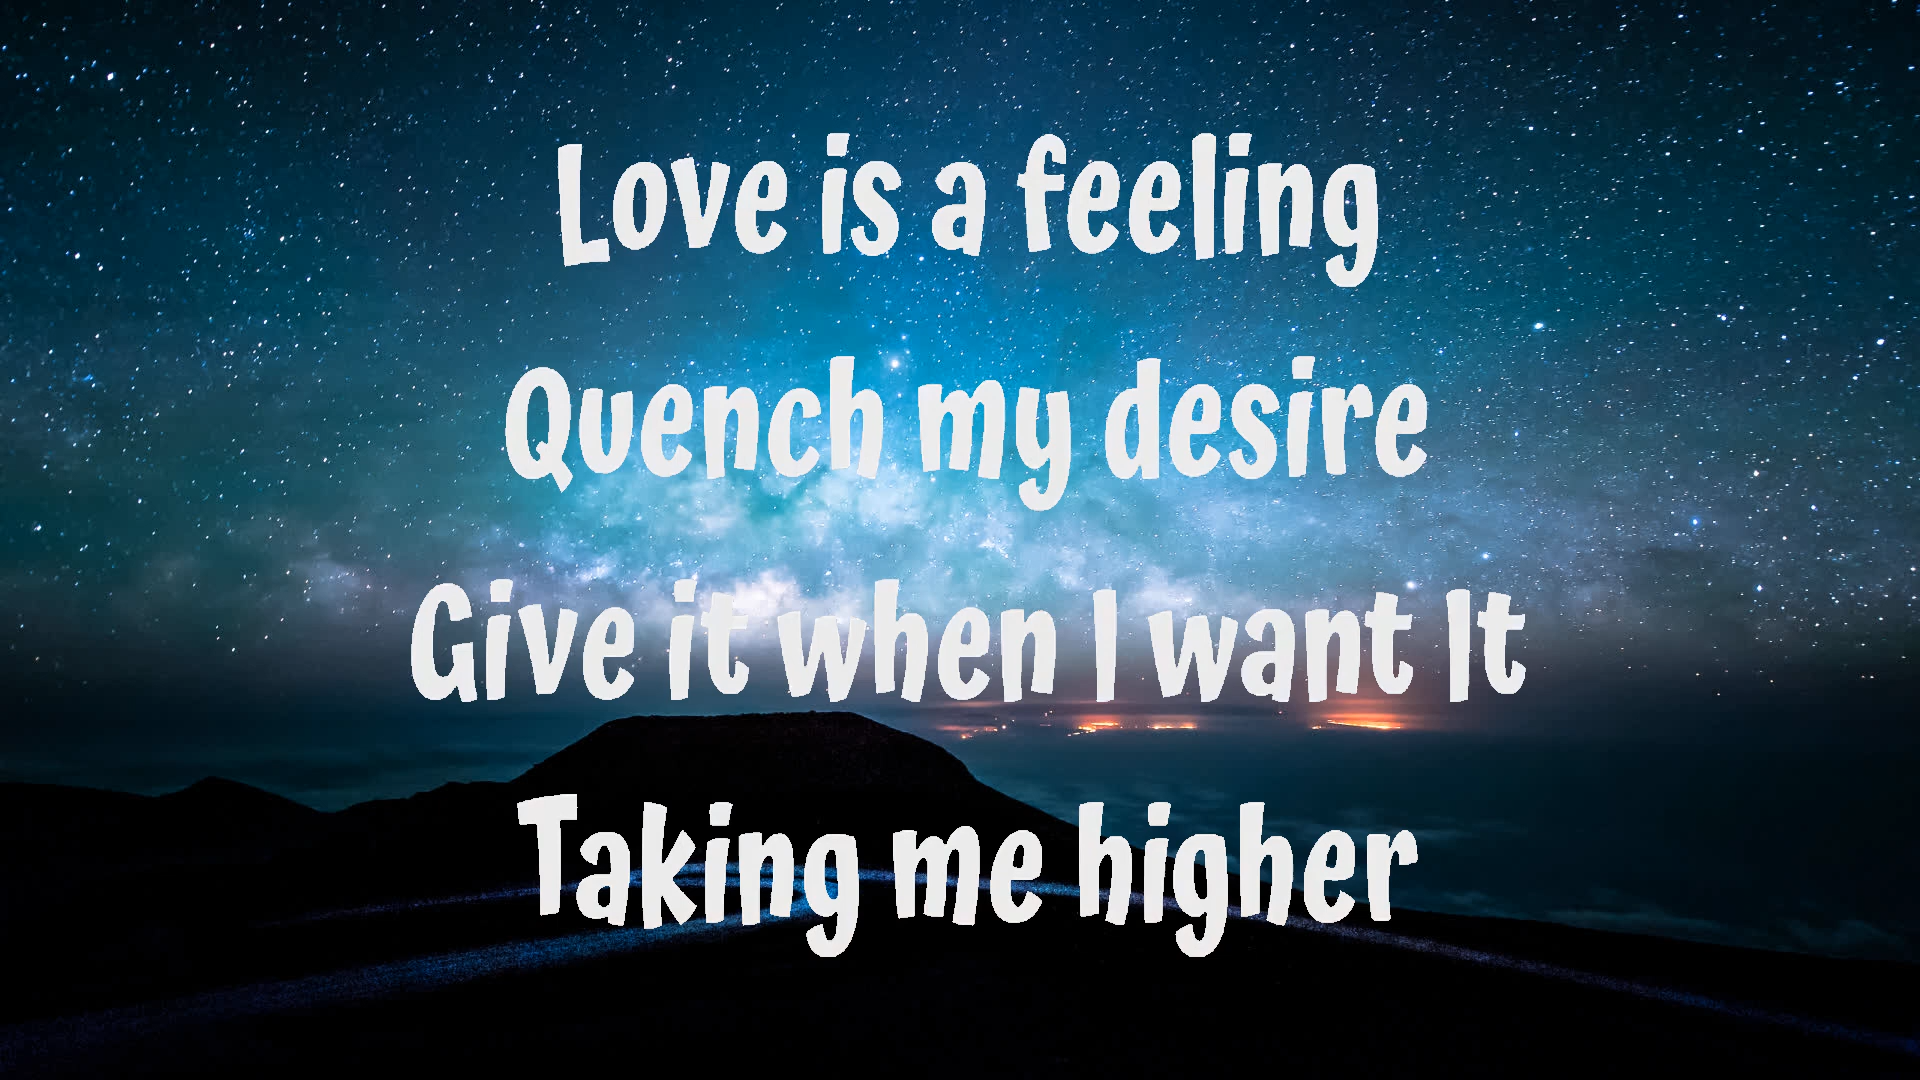 Love is a feeling
Quench my desire
Give it when I want It
Taking me higher